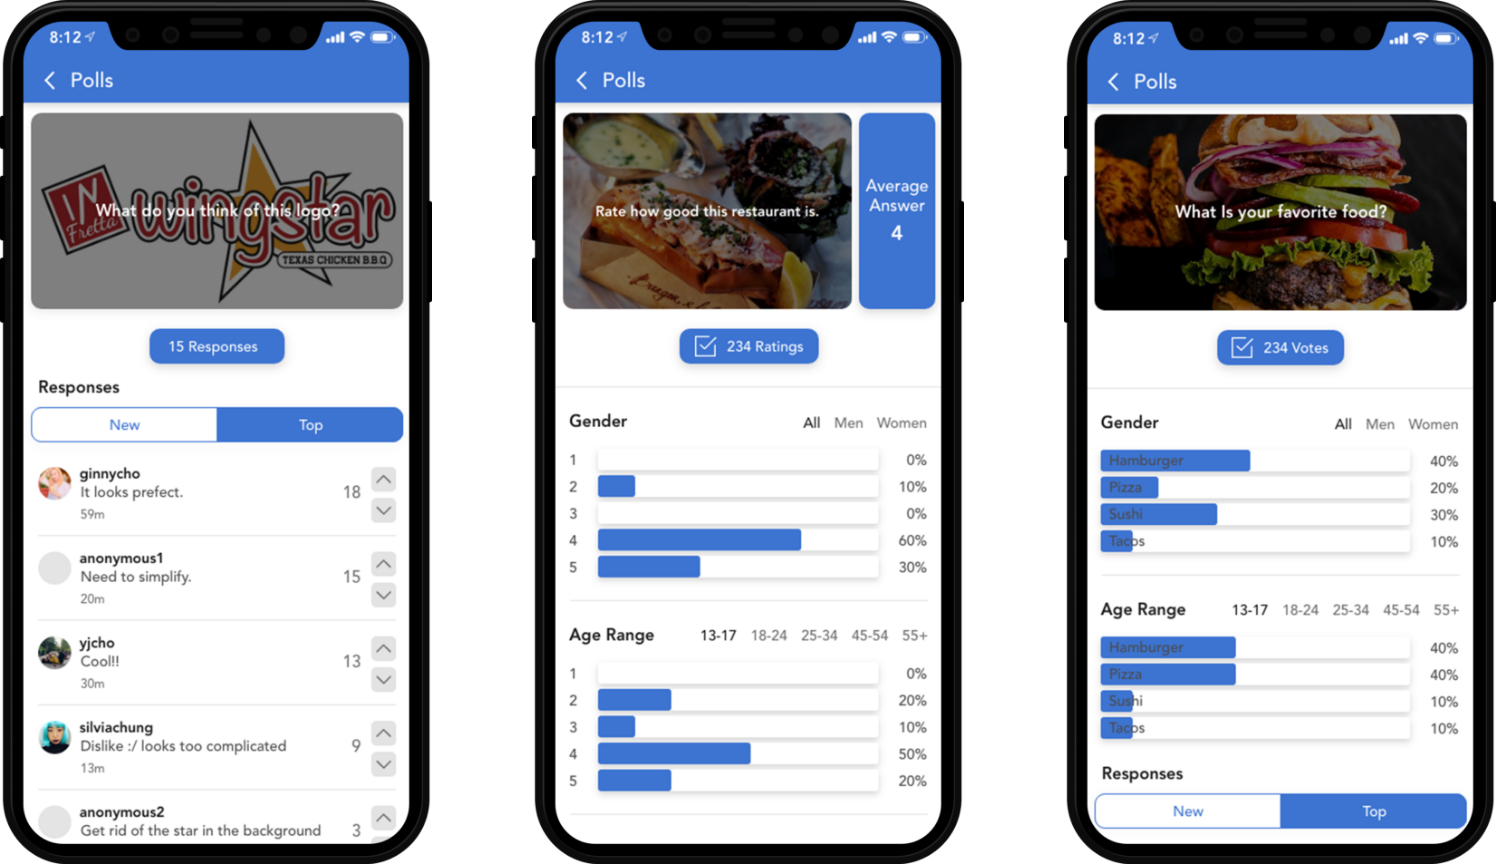 8:12
Polls
IN
Fretta
wingstar
TEXAS CHICKEN B.B.Q
What do you think of this logo?
15 Responses
Responses
New Top
ginnycho
It looks prefect.
59m
18
anonymous1
Need to simplify.
20m
15
yjcho
Cool!!
30m
13
silviachung
Dislike :/ looks too complicated
13m
9
anonymous2
Get rid of the star in the background
3
8:12
Polls
Rate how good this restaurant is.
Average
Answer
4
234 Ratings
Gender All Men Women
1 0%
2 10%
3 0%
4 60%
5 30%
Age Range 13-17 18-24 25-34 45-54 55+
1 0%
2 20%
3 10%
4 50%
5 20%
8:12
Polls
What Is your favorite food?
234 Votes
Gender All Men Women
Hamburger 40%
Pizza 20%
Sushi 30%
Tacos 10%
Age Range 13-17 18-24 25-34 45-54 55+
Hamburger 40%
Pizza 40%
Sushi 10%
Tacos 10%
Responses
New Top